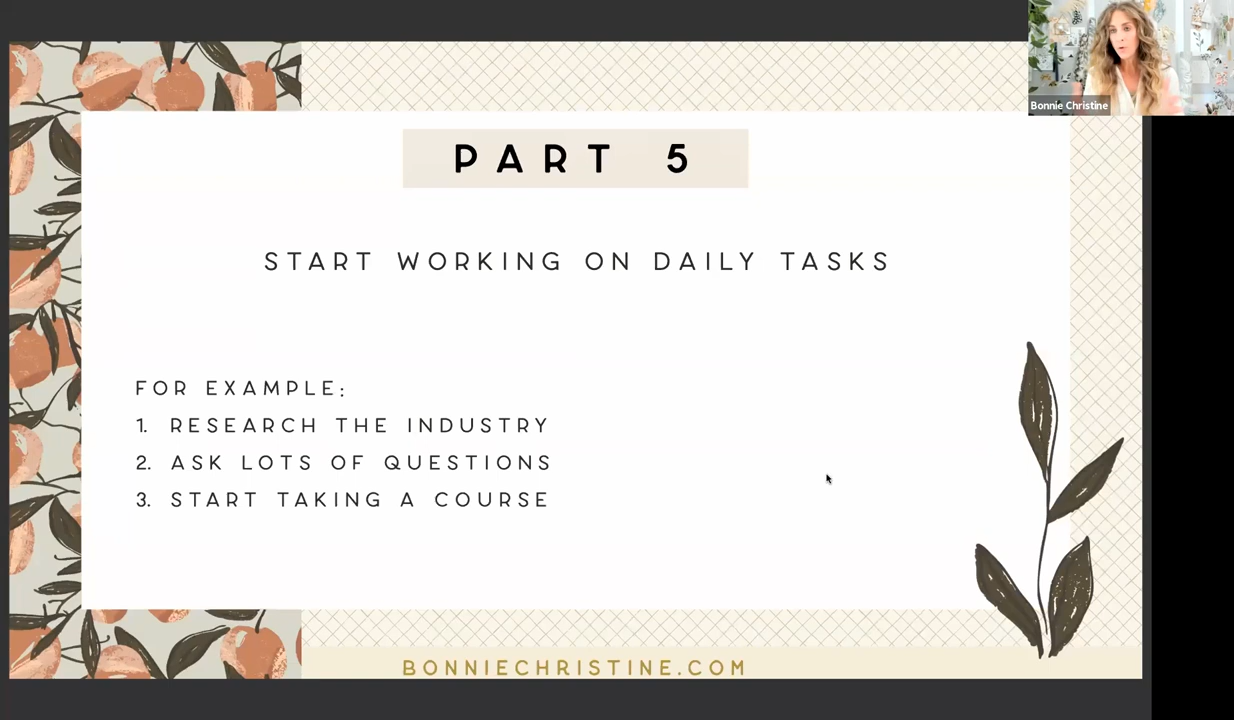 Bonnie Christine
PART 5
START WORKING ON DAILY TASKS
FOR EXAMPLE:
1. RESEARCH THE INDUSTRY
2. ASK LOTS OF QUESTIONS
3. START TAKING A COURSE
BONNIECHRISTINE.COM